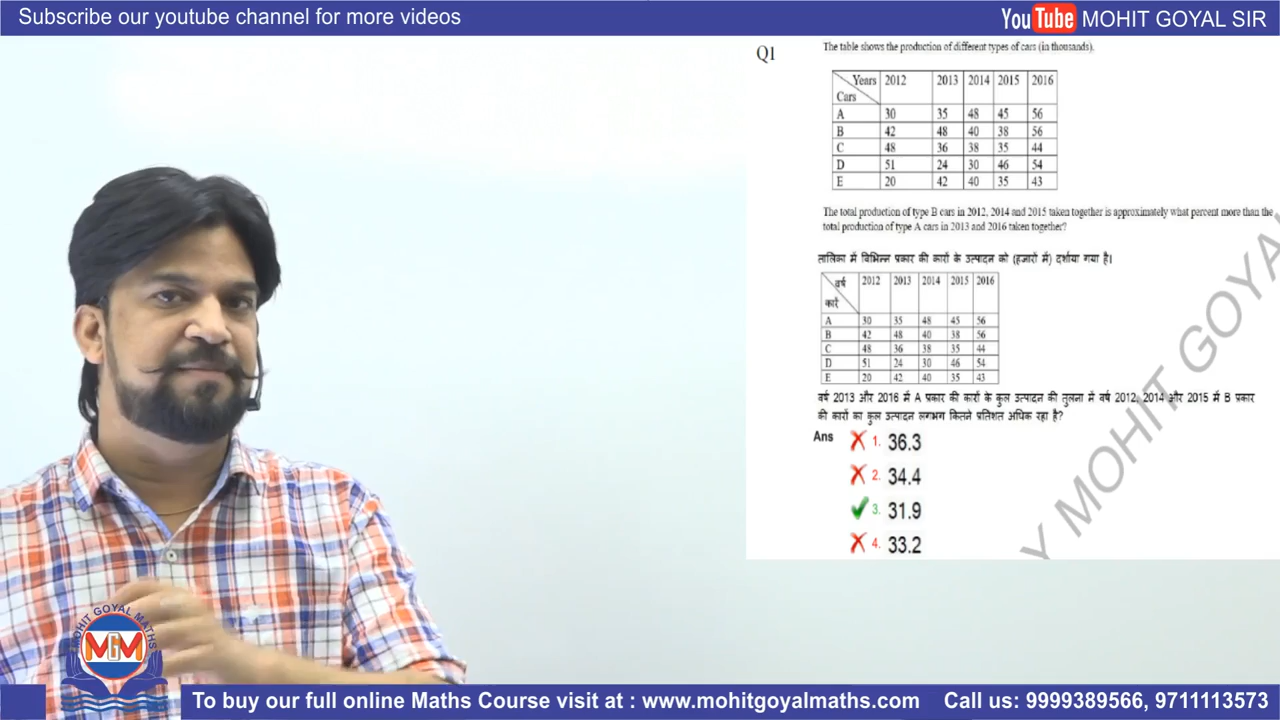 Subscribe our youtube channel for more videos
YouTube MOHIT GOYAL SIR
Q1
The table shows the production of different types of cars (in thousands).
Years 2012 2013 2014 2015 2016
Cars
A 30 35 48 45 56
B 42 48 40 38 56
C 48 36 38 35 44
D 51 24 30 46 54
E 20 42 40 35 43
The total production of type B cars in 2012, 2014 and 2015 taken together is approximately what percent more than the
total production of type A cars in 2013 and 2016 taken together?
तालिका में विभिन्न प्रकार की कारों के उत्पादन को (हजारों में) दर्शाया गया है।
वर्ष 2012 2013 2014 2015 2016
कारें
A 30 35 48 45 56
B 42 48 40 38 56
C 48 36 38 35 44
D 51 24 30 46 54
E 20 42 40 35 43
वर्ष 2013 और 2016 में A प्रकार की कारों के कुल उत्पादन की तुलना में वर्ष 2012, 2014 और 2015 में B प्रकार
की कारों का कुल उत्पादन लगभग कितने प्रतिशत अधिक रहा है?
Ans
1. 36.3
2. 34.4
3. 31.9
4. 33.2
Y MOHIT GOYA
MOHIT GOYAL MATHS
MGM
To buy our full online Maths Course visit at : www.mohitgoyalmaths.com Call us: 9999389566, 9711113573